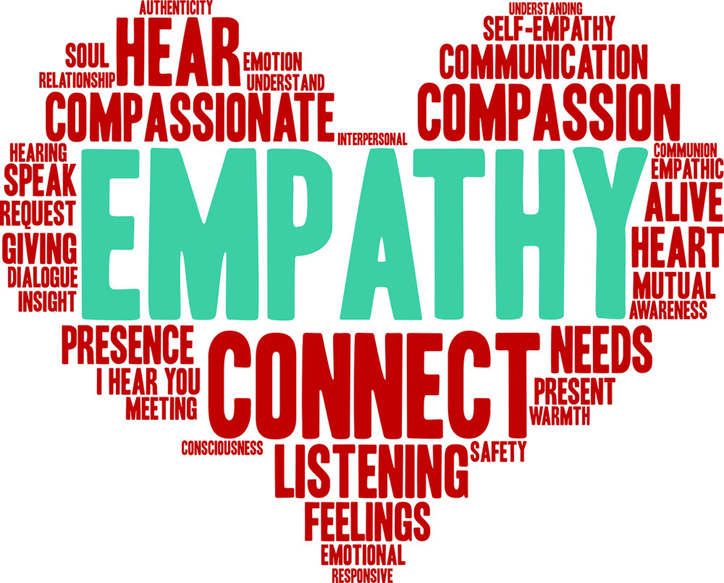 AUTHENTICITY
SOUL
HEAR
EMOTION
RELATIONSHIP
UNDERSTAND
COMPASSIONATE
INTERPERSONAL
UNDERSTANDING
SELF-EMPATHY
COMMUNICATION
COMPASSION
HEARING
SPEAK
REQUEST
GIVING
DIALOGUE
INSIGHT
EMPATHY
COMMUNION
EMPATHIC
ALIVE
HEART
MUTUAL
AWARENESS
PRESENCE
I HEAR YOU
MEETING
CONNECT
NEEDS
PRESENT
WARMTH
CONSCIOUSNESS
LISTENING
SAFETY
FEELINGS
EMOTIONAL
RESPONSIVE